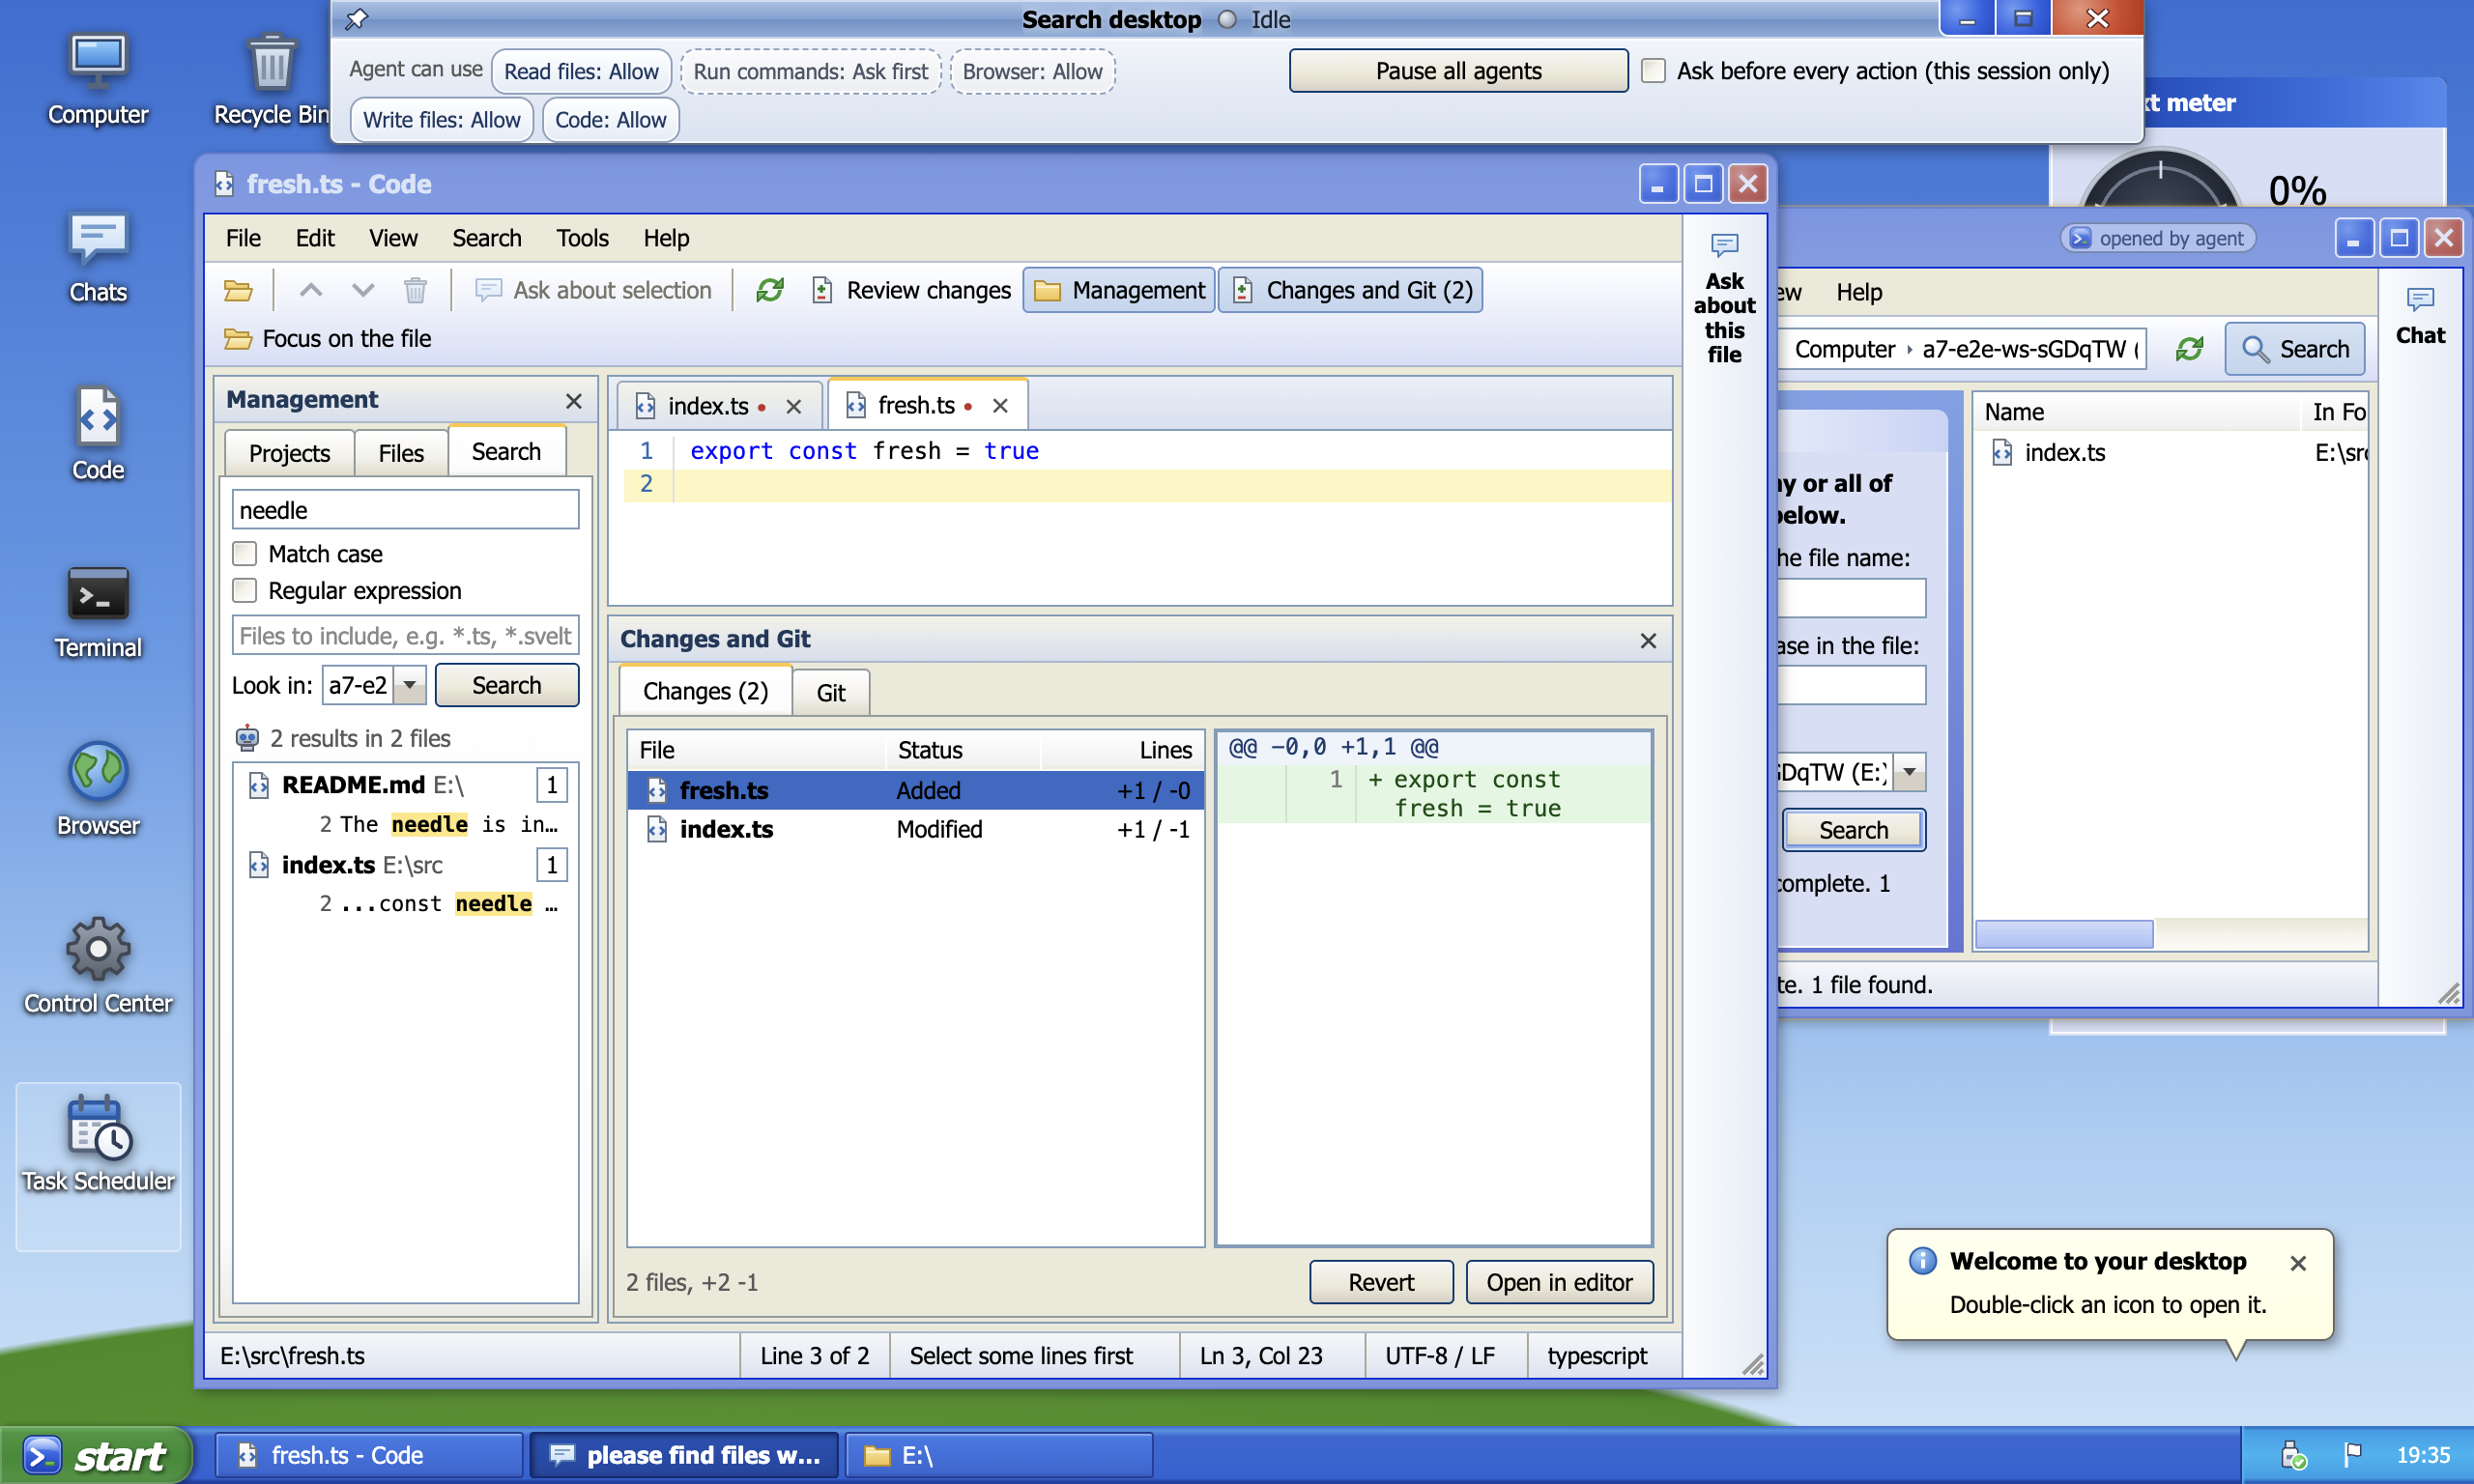 Search desktop Idle
Agent can use Read files: Allow Run commands: Ask first Browser: Allow
Write files: Allow Code: Allow
Pause all agents Ask before every action (this session only)
meter
0%
Computer
Recycle Bin
Chats
Code
Terminal
Browser
Control Center
Task Scheduler
fresh.ts - Code
File Edit View Search Tools Help
Ask about selection Review changes Management Changes and Git (2)
Focus on the file
Ask
about
this
file
Management
Projects Files Search
needle
Match case
Regular expression
Files to include, e.g. *.ts, *.svelt
Look in: a7-e2 Search
2 results in 2 files
README.md E:\ 1
2 The needle is in…
index.ts E:\src 1
2 ...const needle …
index.ts • fresh.ts •
1 export const fresh = true
2
Changes and Git
Changes (2) Git
File Status Lines
fresh.ts Added +1 / -0
index.ts Modified +1 / -1
@@ -0,0 +1,1 @@
1 + export const
fresh = true
2 files, +2 -1
Revert Open in editor
E:\src\fresh.ts Line 3 of 2 Select some lines first Ln 3, Col 23 UTF-8 / LF typescript
opened by agent
Help
Chat
Computer a7-e2e-ws-sGDqTW (
Search
or all of
below.
the file name:
in the file:
(E:)
Search
complete. 1
Name In Fo
index.ts E:\src
1 file found.
Welcome to your desktop
Double-click an icon to open it.
start
fresh.ts - Code
please find files w...
E:\
19:35